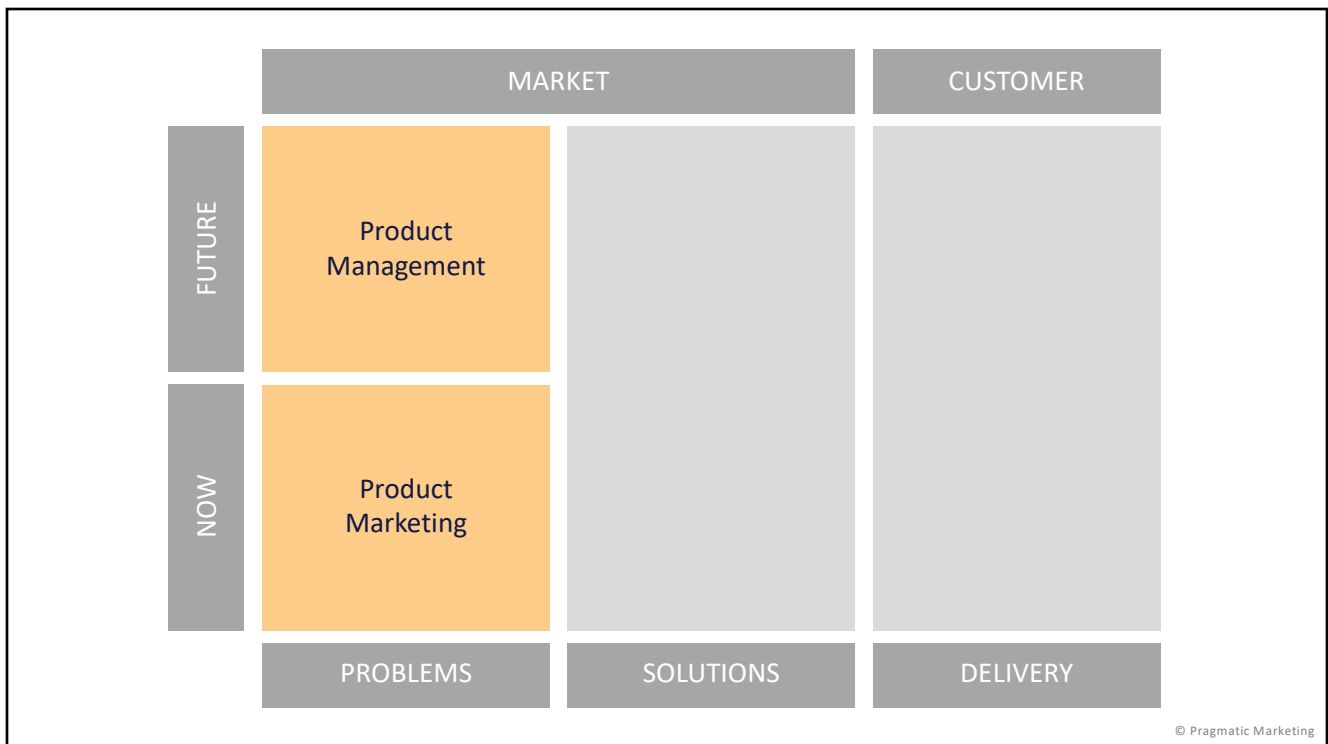 MARKET
CUSTOMER
FUTURE
Product
Management
NOW
Product
Marketing
PROBLEMS
SOLUTIONS
DELIVERY
© Pragmatic Marketing